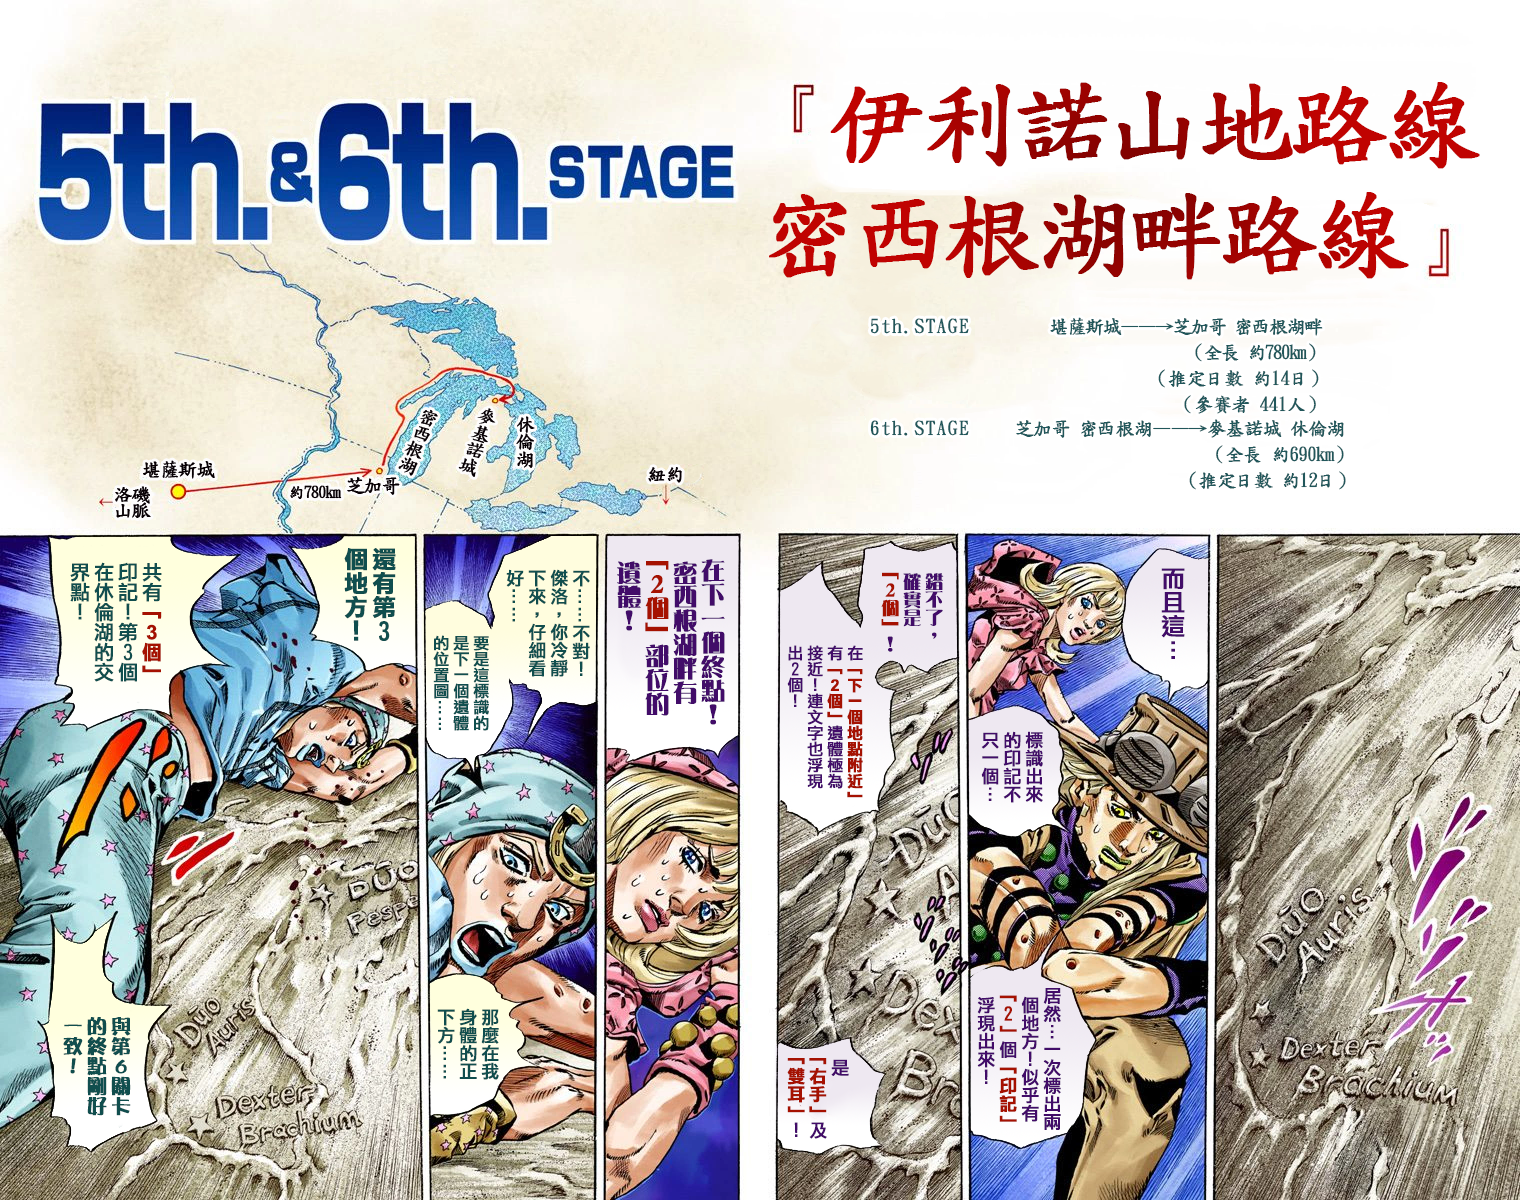 5th.&6th.STAGE
『伊利諾山地路線
密西根湖畔路線』
5th.STAGE 堪薩斯城——→芝加哥 密西根湖畔
(全長 約780km)
(推定日數 約14日)
(參賽者 441人)
6th.STAGE 芝加哥 密西根湖——→麥基諾城 休倫湖
(全長 約690km)
(推定日數 約12日)
密西根湖
麥基諾城
休倫湖
堪薩斯城
←洛磯
山脈
約780km
芝加哥
紐約
↓
DŪO
Auris
Dexter
Brachium
而且這…
標識出來
的印記不
只一個…
居然…一次標出兩
個地方!似乎有
「2」個「印記」
浮現出來!
錯不了,
確實是
「2個」!
在「下一個地點附近」
有「2個」遺體極為
接近!連文字也浮現
出2個!
DŪO
A
Dex
Br
是
「右手」及
「雙耳」!
在下一個終點!
密西根湖畔有
「2個」部位的
遺體!
不……不對!
傑洛,你冷靜
下來,仔細看
好……
要是這標識的
是下一個遺體
的位置圖……
那麼在我
身體的正
下方……
還有第3
個地方!
共有「3個」
印記!第3個
在休倫湖的交
界點!
DŪO
Pespe
DŪO
Auris
Dexter
Brachium
與第6關卡
的終點剛好
一致!